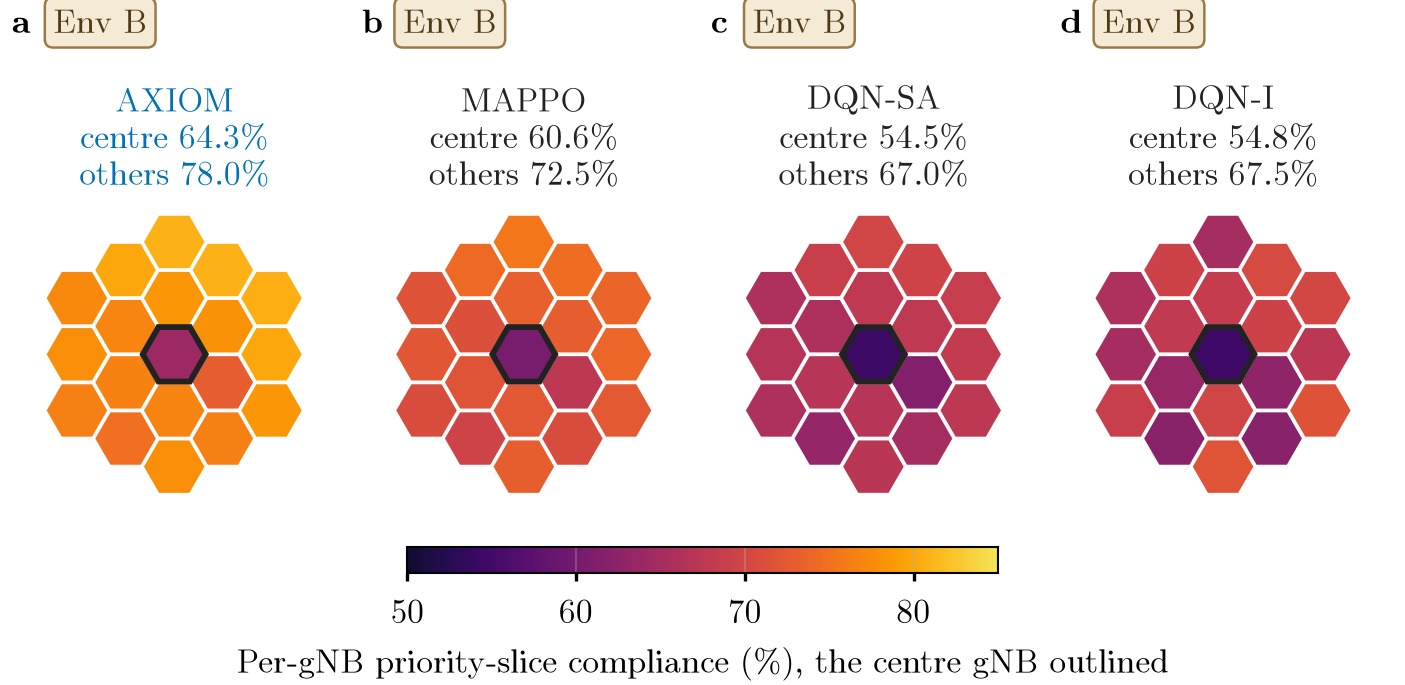 a Env B
b Env B
c Env B
d Env B
AXIOM
centre 64.3%
others 78.0%
MAPPO
centre 60.6%
others 72.5%
DQN-SA
centre 54.5%
others 67.0%
DQN-I
centre 54.8%
others 67.5%
50 60 70 80
Per-gNB priority-slice compliance (%), the centre gNB outlined